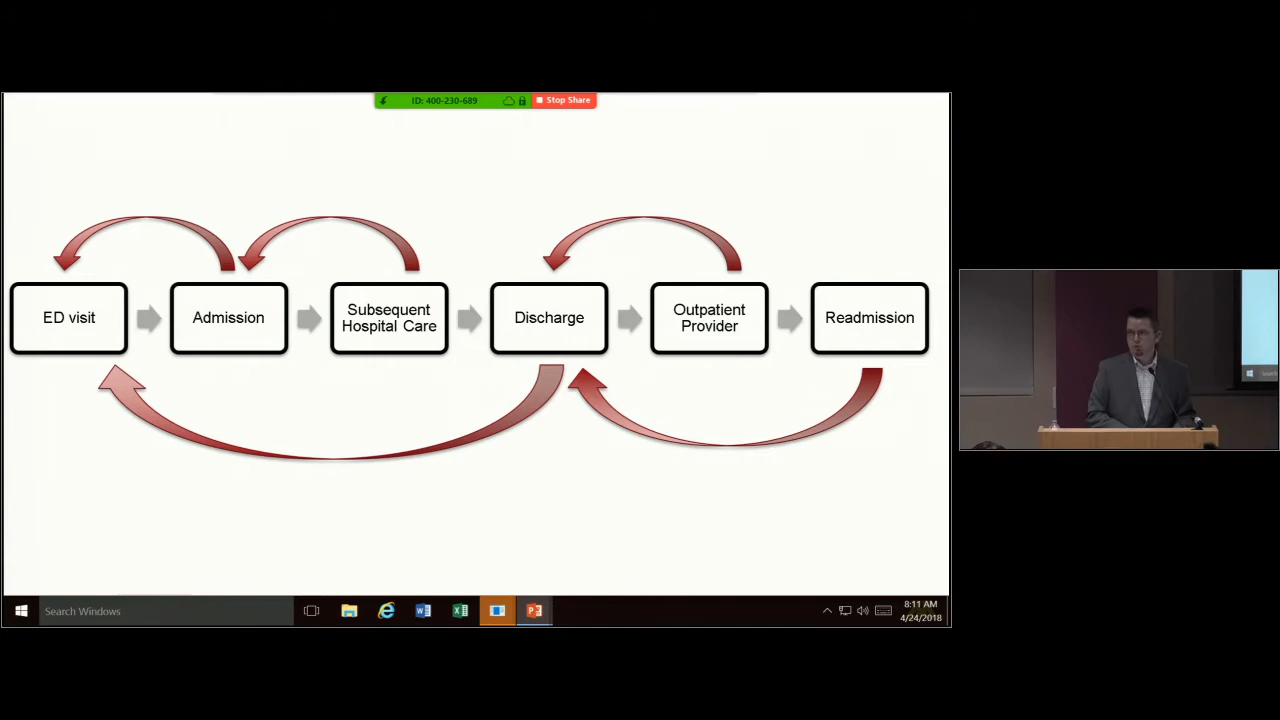 ID: 400-230-689
Stop Share
ED visit
Admission
Subsequent
Hospital Care
Discharge
Outpatient
Provider
Readmission
Search Windows
8:11 AM
4/24/2018